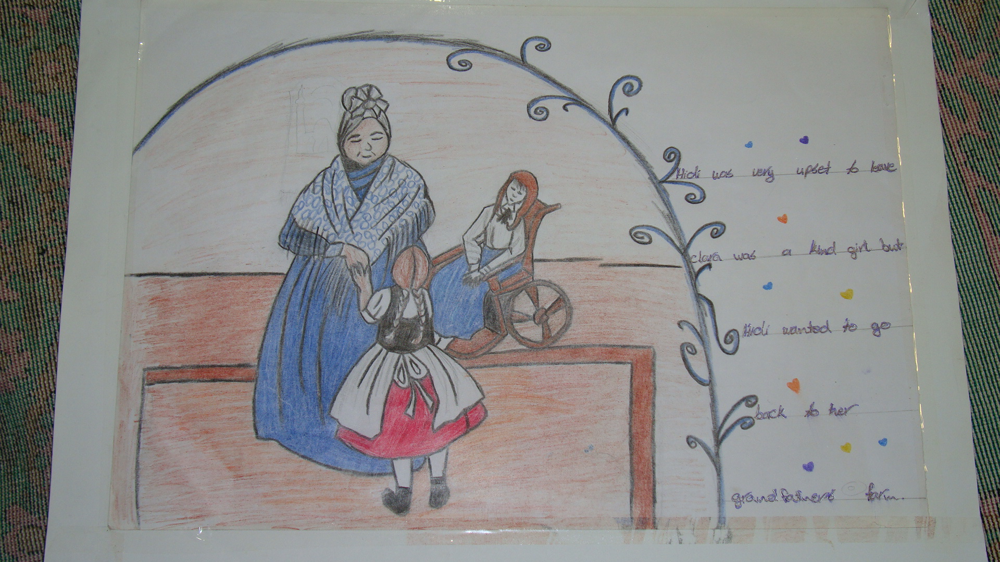 Hidi was very upset to leave
clara was a kind girl but
Hidi wanted to go
back to her
grandfathers farm.